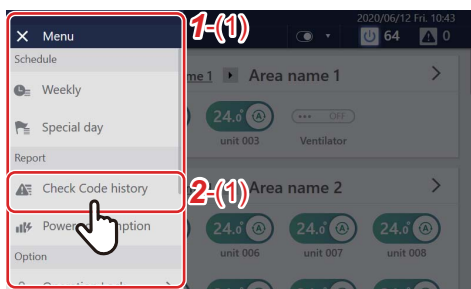 2020/06/12 Fri. 10:43
Menu
1-(1)
64
0
Schedule
Weekly
me 1
Area name 1
Special day
24.0
A
OFF
unit 003
Ventilator
Report
Check Code history
2-(1)
Area name 2
24.0
A
24.0
A
24.0
A
unit 006
unit 007
unit 008
Option